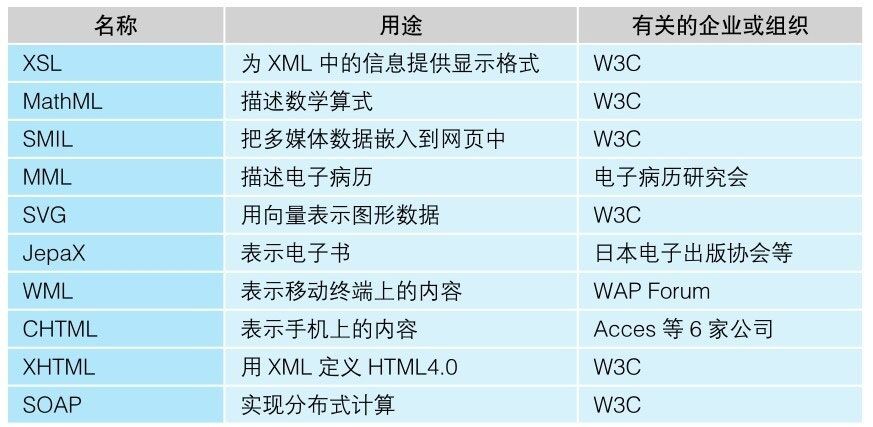 名称 用途 有关的企业或组织
XSL 为 XML 中的信息提供显示格式 W3C
MathML 描述数学算式 W3C
SMIL 把多媒体数据嵌入到网页中 W3C
MML 描述电子病历 电子病历研究会
SVG 用向量表示图形数据 W3C
JepaX 表示电子书 日本电子出版协会等
WML 表示移动终端上的内容 WAP Forum
CHTML 表示手机上的内容 Acces 等 6 家公司
XHTML 用 XML 定义 HTML4.0 W3C
SOAP 实现分布式计算 W3C